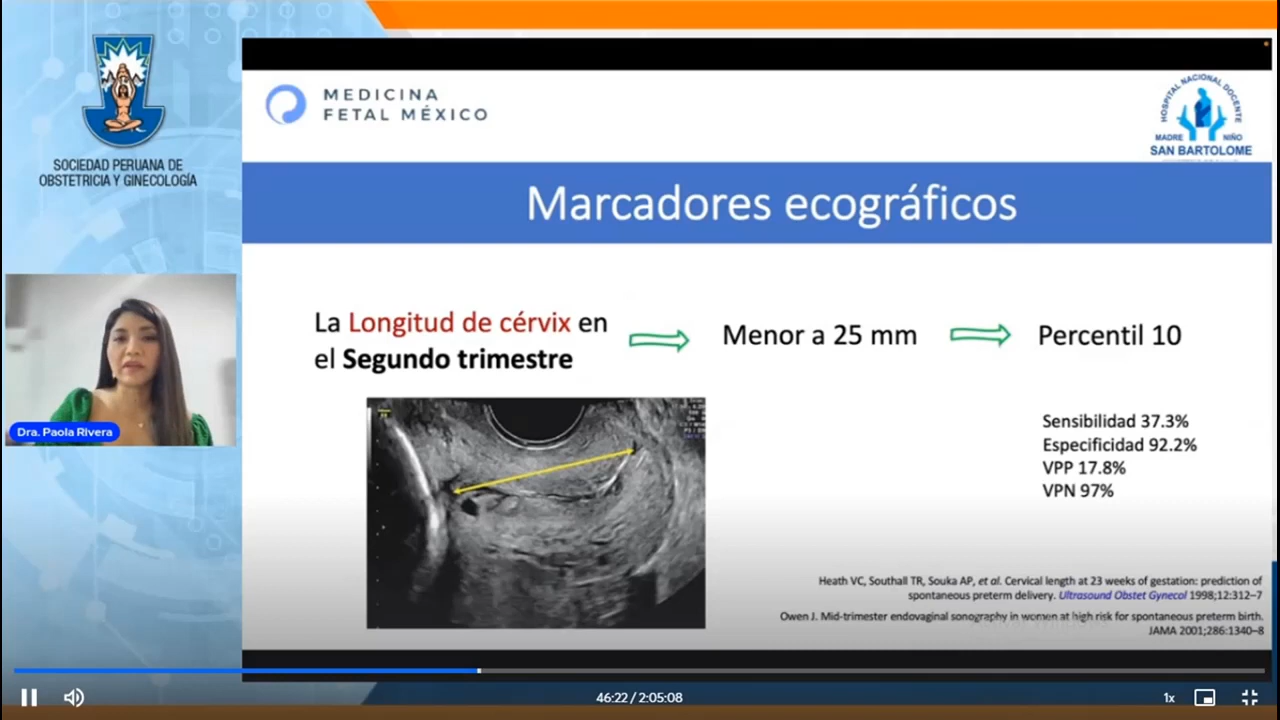 SOCIEDAD PERUANA DE
OBSTETRICIA Y GINECOLOGÍA
Dra. Paola Rivera
MEDICINA
FETAL MÉXICO
HOSPITAL NACIONAL DOCENTE
MADRE NIÑO
SAN BARTOLOME
Marcadores ecográficos
La Longitud de cérvix en
el Segundo trimestre
Menor a 25 mm
Percentil 10
Sensibilidad 37.3%
Especificidad 92.2%
VPP 17.8%
VPN 97%
Heath VC, Southall TR, Souka AP, et al. Cervical length at 23 weeks of gestation: prediction of
spontaneous preterm delivery. Ultrasound Obstet Gynecol 1998;12:312–7
Owen J. Mid-trimester endovaginal sonography in women at high risk for spontaneous preterm birth.
JAMA 2001;286:1340–8
46:22 / 2:05:08
1x